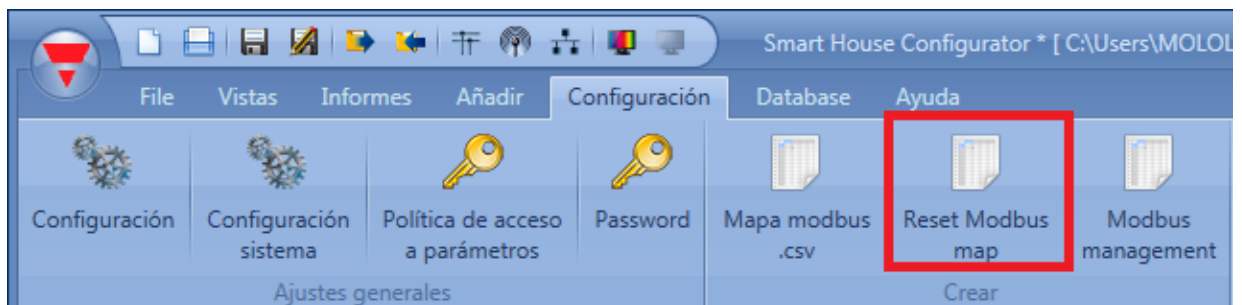 Smart House Configurator * [ C:\Users\MOLOL
File Vistas Informes Añadir Configuración Database Ayuda
Configuración
Configuración
sistema
Política de acceso
a parámetros
Password
Mapa modbus
.csv
Reset Modbus
map
Modbus
management
Ajustes generales
Crear